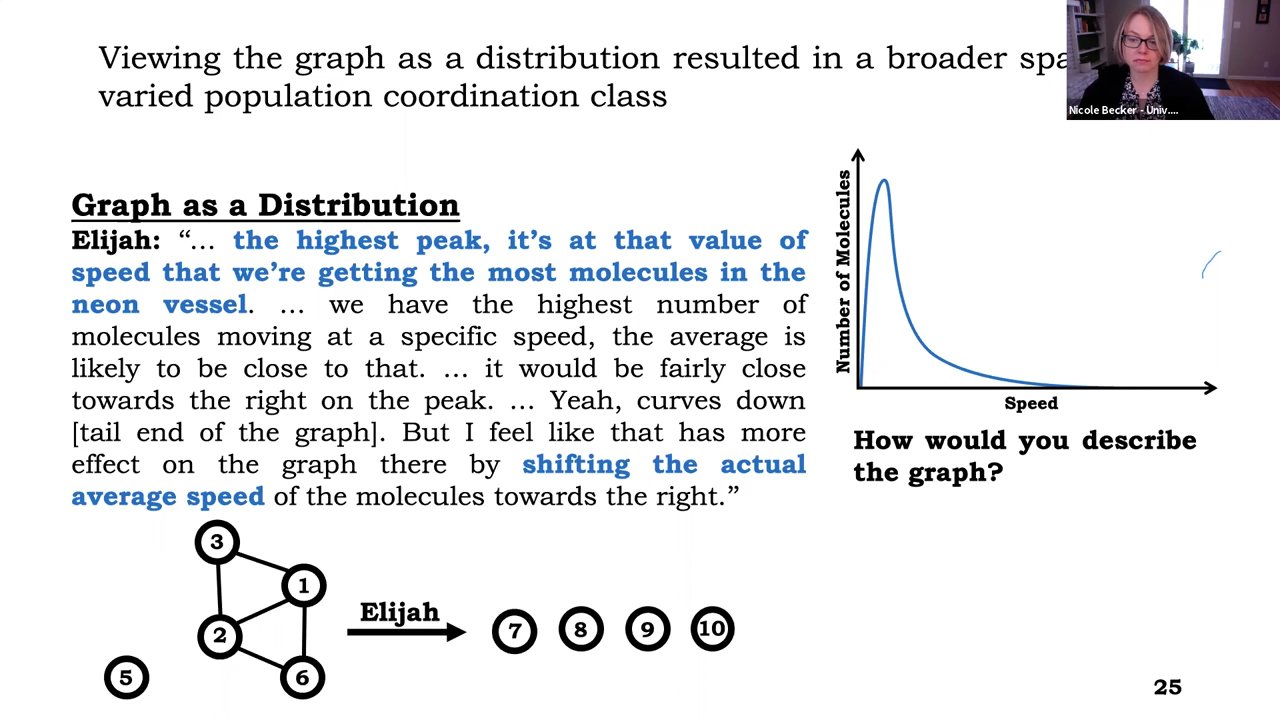 Viewing the graph as a distribution resulted in a broader
varied population coordination class
Nicole Becker - Univ....
Graph as a Distribution
Elijah: “... the highest peak, it’s at that value of
speed that we’re getting the most molecules in the
neon vessel. ... we have the highest number of
molecules moving at a specific speed, the average is
likely to be close to that. ... it would be fairly close
towards the right on the peak. ... Yeah, curves down
[tail end of the graph]. But I feel like that has more
effect on the graph there by shifting the actual
average speed of the molecules towards the right.”
Number of Molecules
Speed
How would you describe
the graph?
3
1
2
5
6
Elijah
7 8 9 10
25